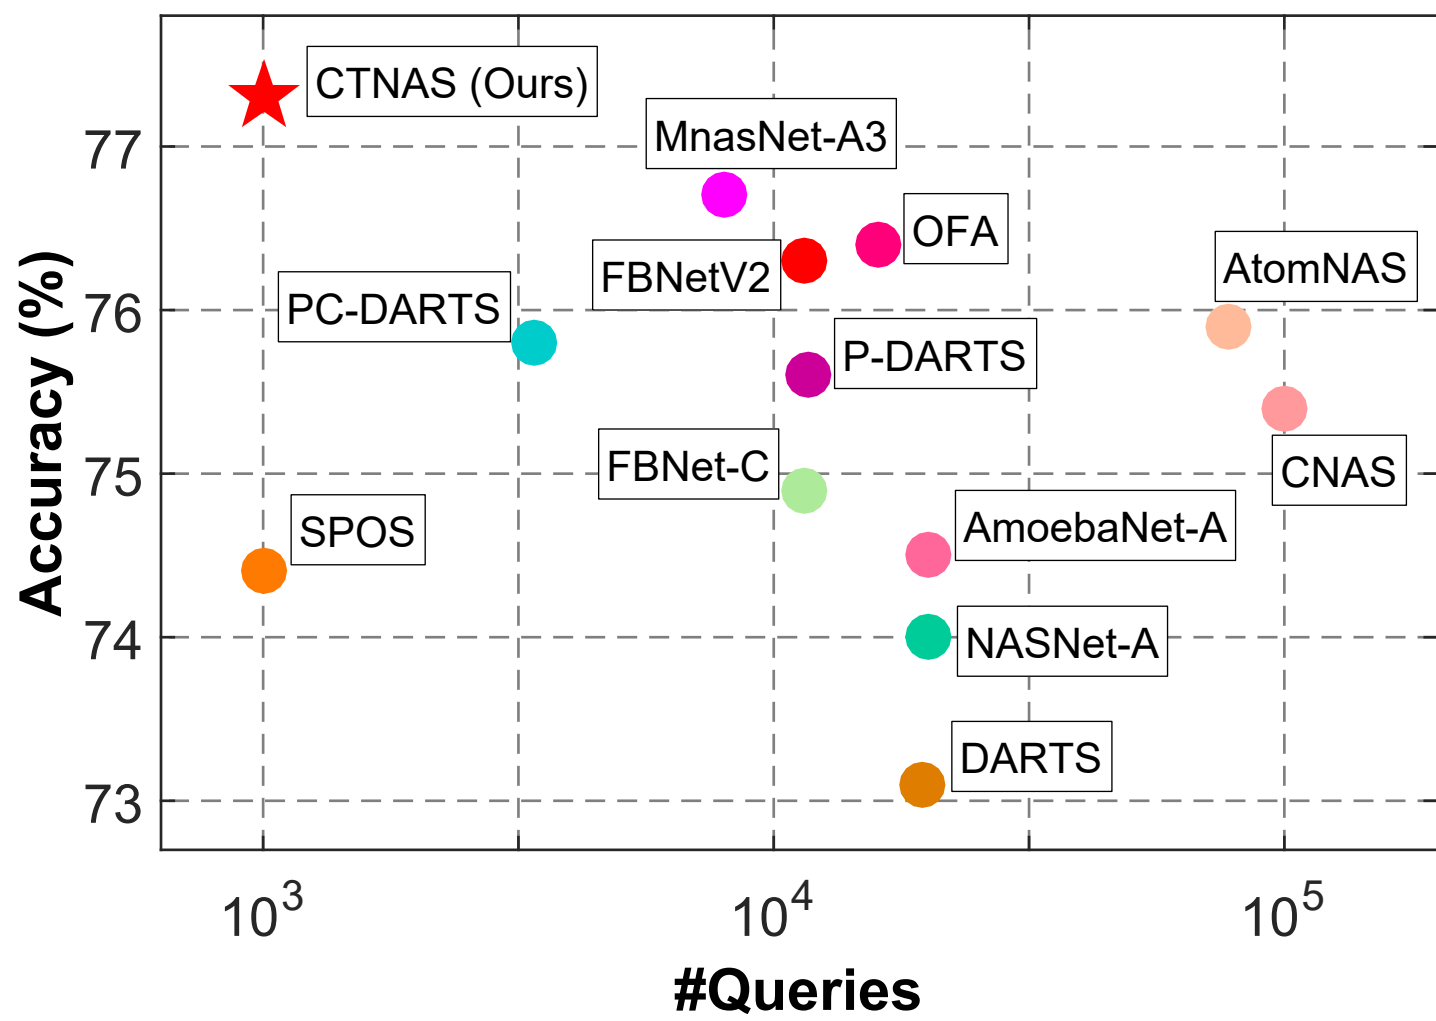 CTNAS (Ours)
MnasNet-A3
OFA
FBNetV2
AtomNAS
PC-DARTS
P-DARTS
FBNet-C
CNAS
AmoebaNet-A
SPOS
NASNet-A
DARTS
77
76
75
74
73
Accuracy (%)
10³
10⁴
10⁵
#Queries